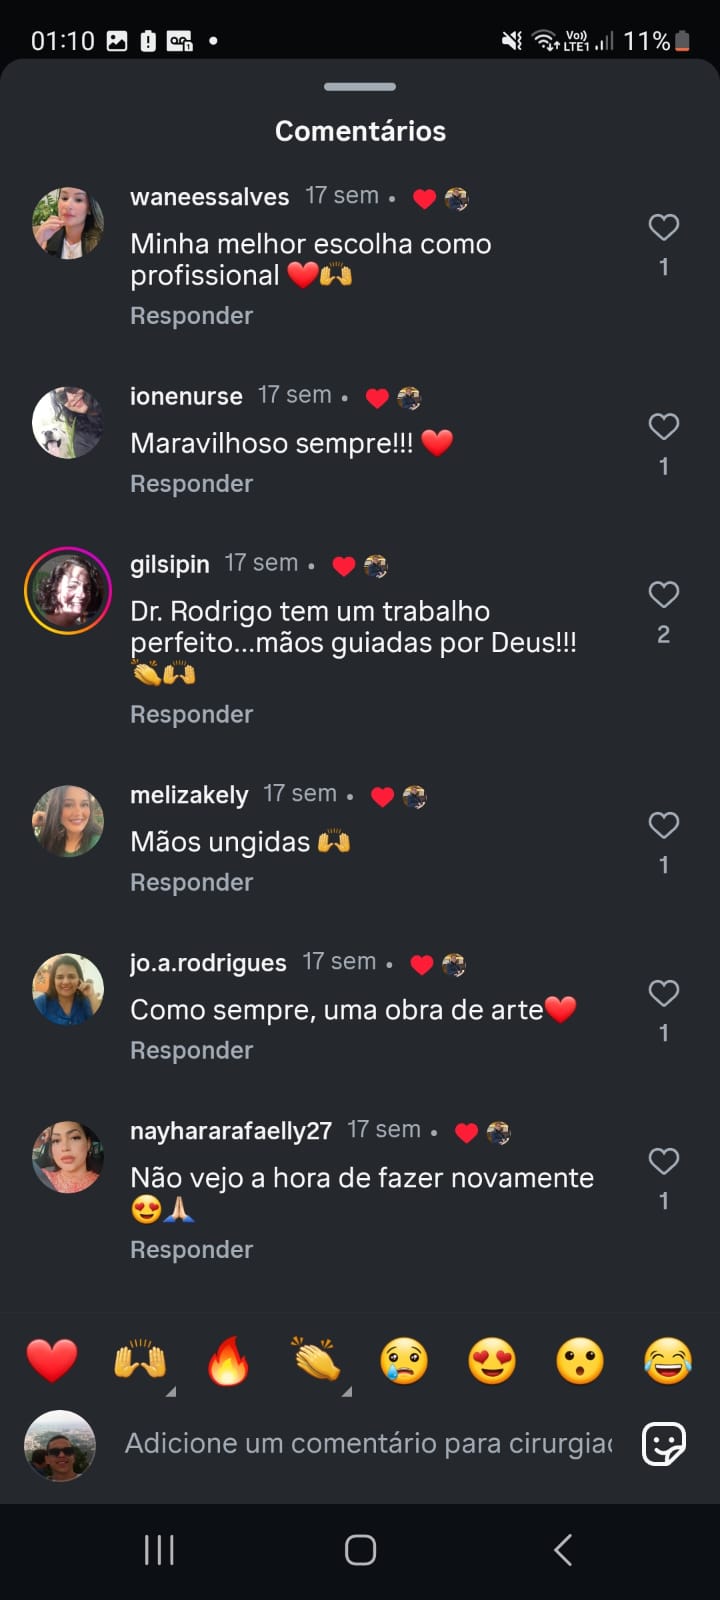 01:10 Vo)) LTE1 11%
Comentários
waneessalves 17 sem •
Minha melhor escolha como
profissional ❤️🙌
1
Responder
ionenurse 17 sem •
Maravilhoso sempre!!! ❤️
1
Responder
gilsipin 17 sem •
Dr. Rodrigo tem um trabalho
perfeito...mãos guiadas por Deus!!!
👏🙌
2
Responder
melizakely 17 sem •
Mãos ungidas 🙌
1
Responder
jo.a.rodrigues 17 sem •
Como sempre, uma obra de arte❤️
1
Responder
nayhararafaelly27 17 sem •
Não vejo a hora de fazer novamente
😍🙏🏻
1
Responder
Adicione um comentário para cirurgiac